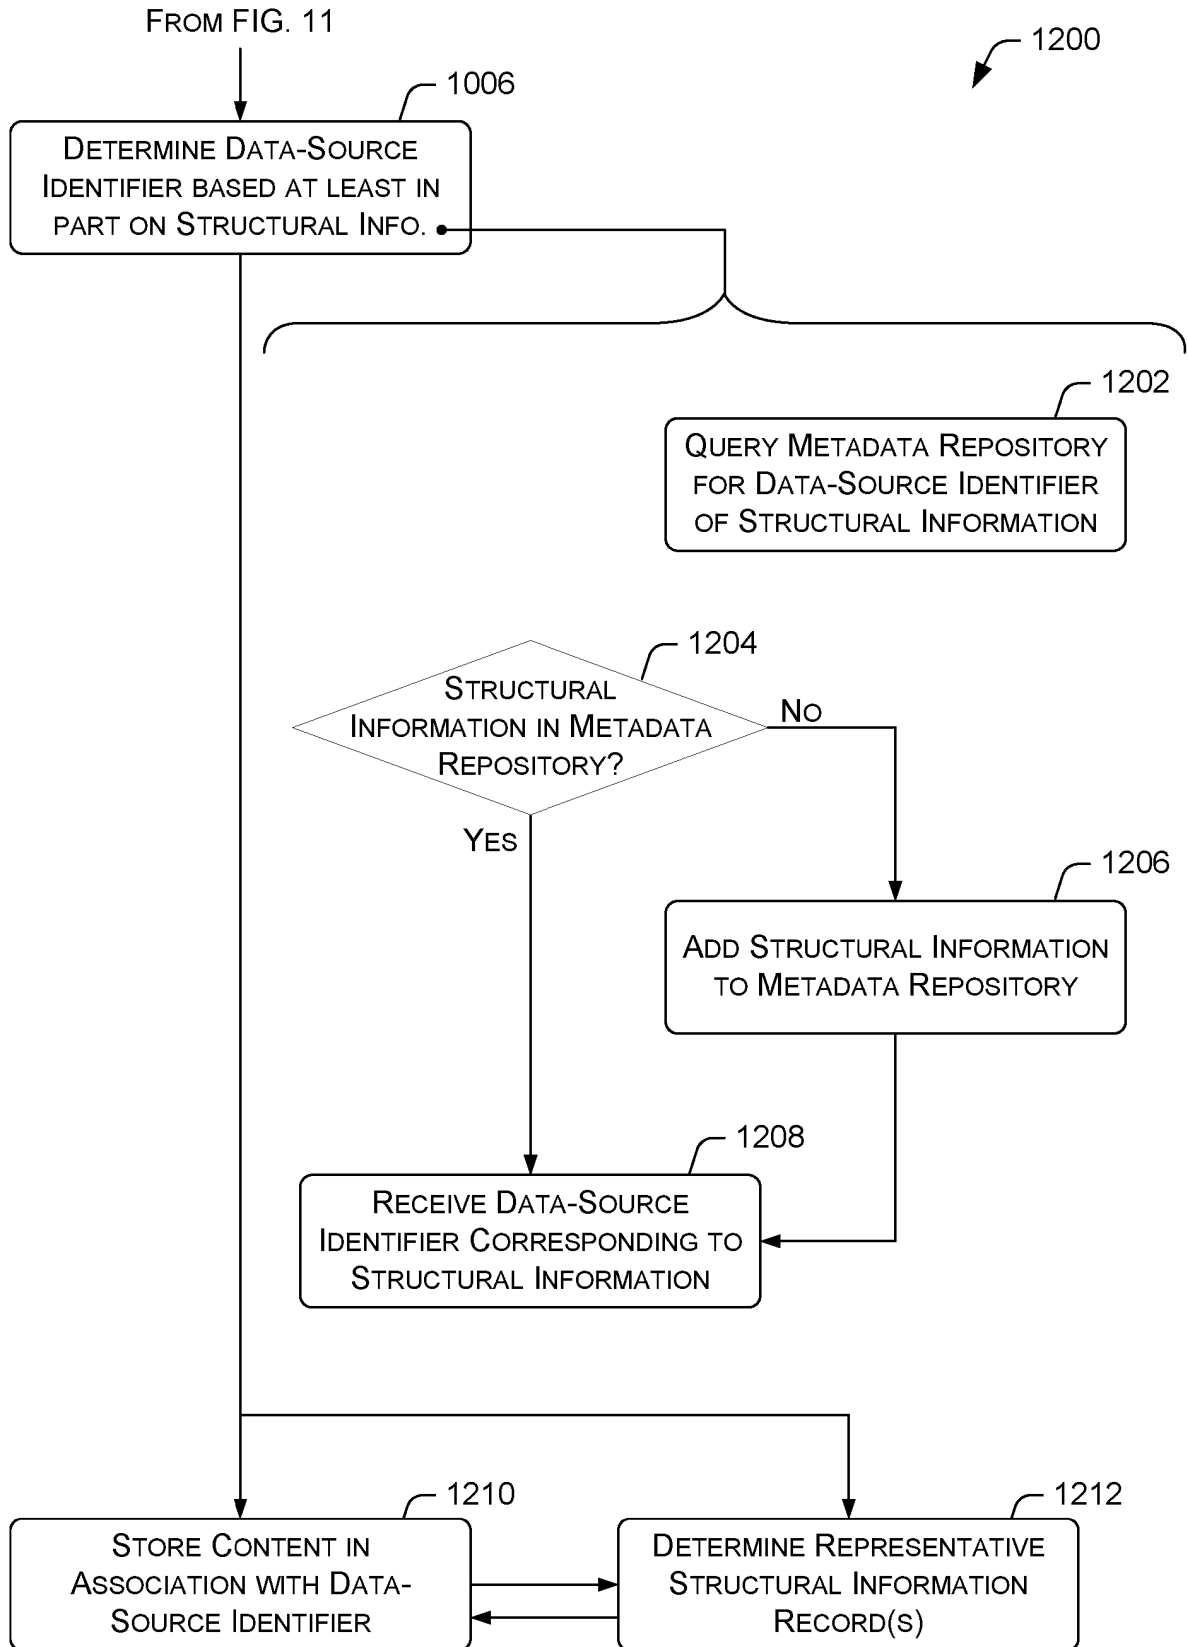 FROM FIG. 11
1200
1006
DETERMINE DATA-SOURCE
IDENTIFIER BASED AT LEAST IN
PART ON STRUCTURAL INFO.
1202
QUERY METADATA REPOSITORY
FOR DATA-SOURCE IDENTIFIER
OF STRUCTURAL INFORMATION
1204
STRUCTURAL
INFORMATION IN METADATA
REPOSITORY?
NO
YES
1206
ADD STRUCTURAL INFORMATION
TO METADATA REPOSITORY
1208
RECEIVE DATA-SOURCE
IDENTIFIER CORRESPONDING TO
STRUCTURAL INFORMATION
1210
STORE CONTENT IN
ASSOCIATION WITH DATA-
SOURCE IDENTIFIER
1212
DETERMINE REPRESENTATIVE
STRUCTURAL INFORMATION
RECORD(S)